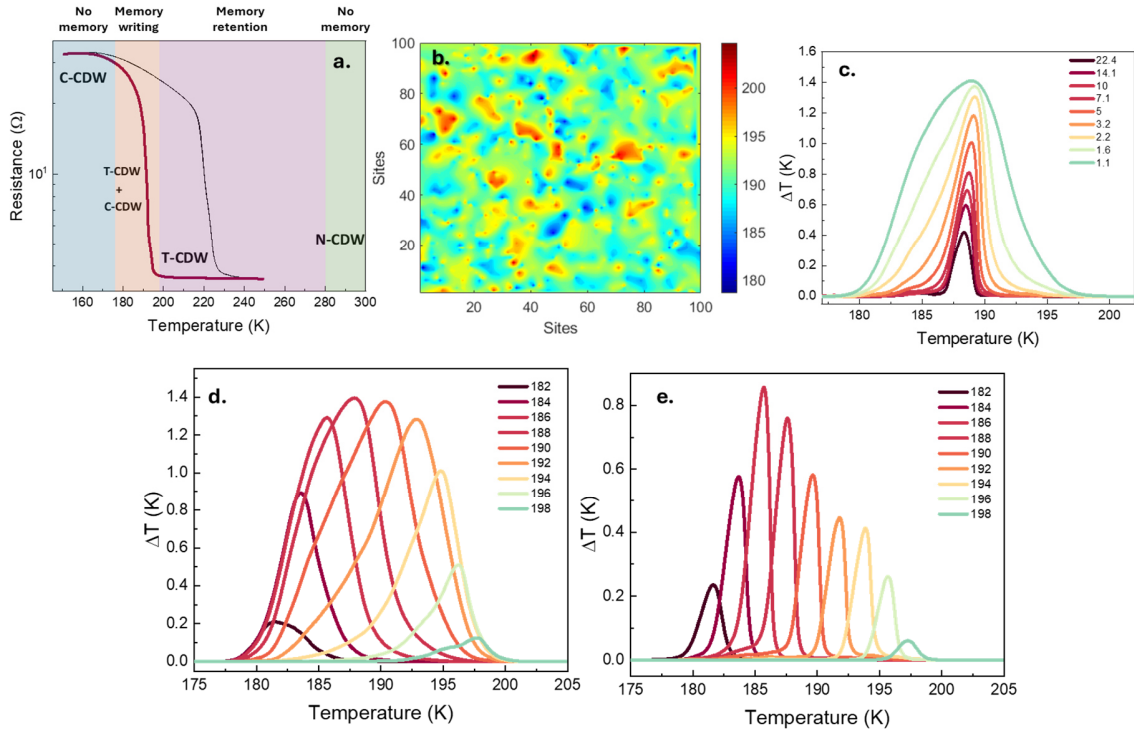 No memory
Memory writing
Memory retention
No memory
a.
C-CDW
T-CDW
+
C-CDW
T-CDW
N-CDW
10¹
Resistance (Ω)
160 180 200 220 240 260 280 300
Temperature (K)
b.
100
90
80
70
60
50
40
30
20
10
Sites
20 40 60 80 100
Sites
205
200
195
190
185
180
c.
22.4
14.1
10
7.1
5
3.2
2.2
1.6
1.1
1.6
1.4
1.2
1.0
0.8
0.6
0.4
0.2
0.0
ΔT (K)
180 185 190 195 200
Temperature (K)
d.
182
184
186
188
190
192
194
196
198
1.4
1.2
1.0
0.8
0.6
0.4
0.2
0.0
ΔT (K)
175 180 185 190 195 200 205
Temperature (K)
e.
182
184
186
188
190
192
194
196
198
0.8
0.6
0.4
0.2
0.0
ΔT (K)
175 180 185 190 195 200 205
Temperature (K)